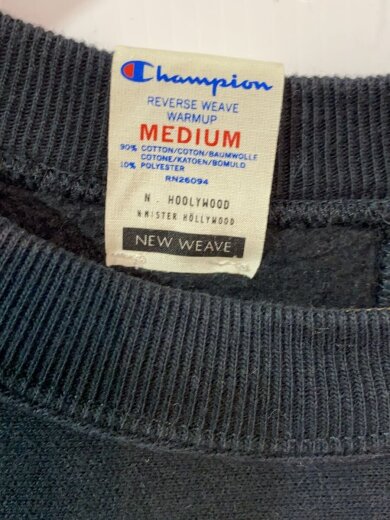 Champion
REVERSE WEAVE
WARMUP
MEDIUM
90% COTTON/COTON/BAUMWOLLE
COTONE/KATOEN/BOMULD
10% POLYESTER
RN26094
N. HOOLYWOOD
N.MISTER HOLLYWOOD
NEW WEAVE